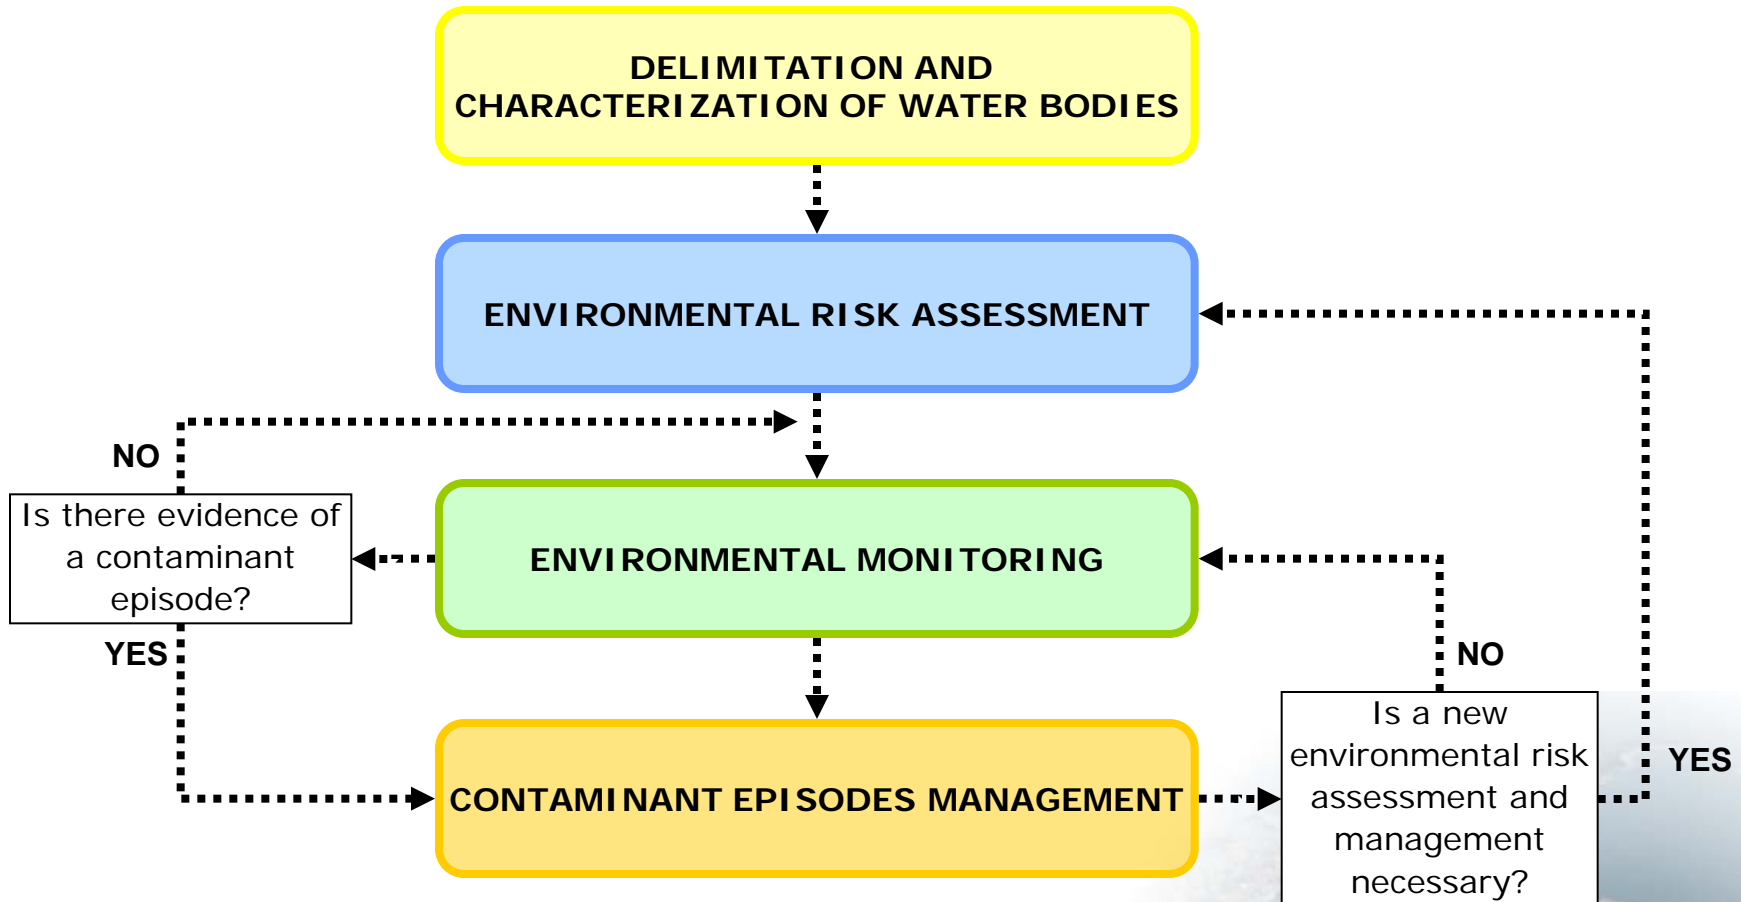 DELIMITATION AND
CHARACTERIZATION OF WATER BODIES
ENVIRONMENTAL RISK ASSESSMENT
NO
Is there evidence of
a contaminant
episode?
YES
ENVIRONMENTAL MONITORING
NO
CONTAMINANT EPISODES MANAGEMENT
Is a new
environmental risk
assessment and
management
necessary?
YES